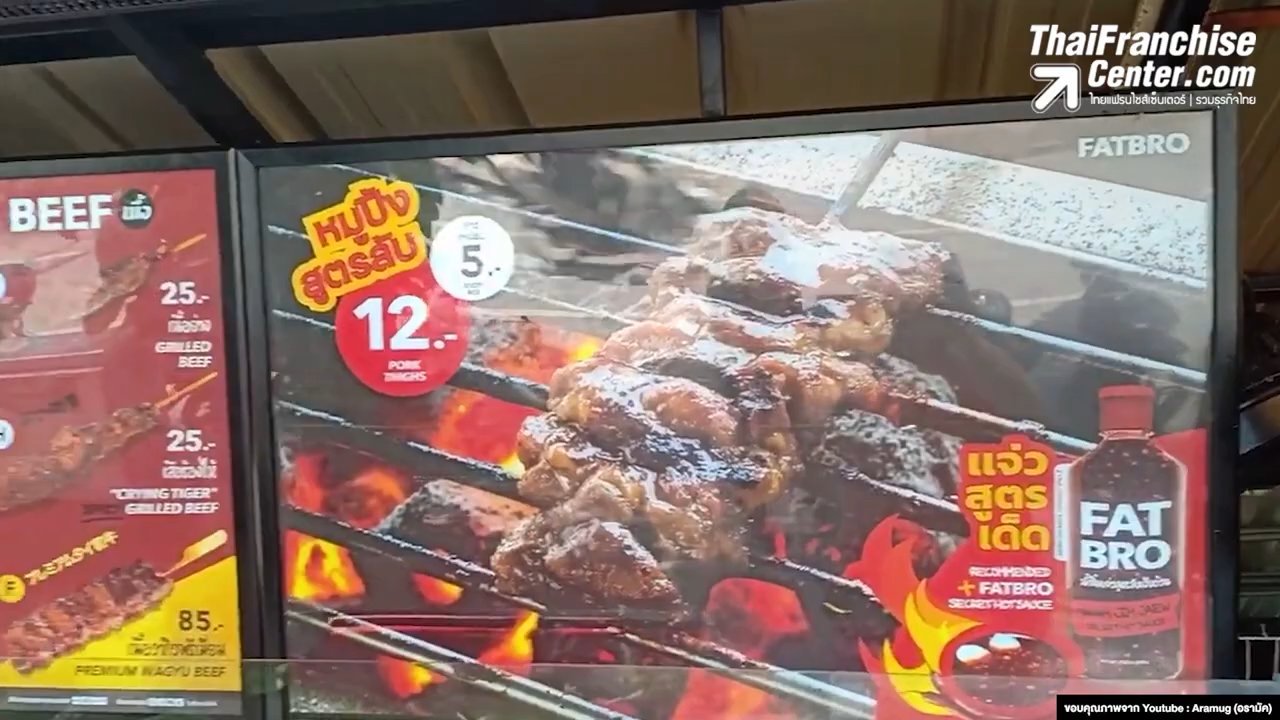 ThaiFranchise
Center.com
ไทยแฟรนไชส์เซ็นเตอร์ | รวมธุรกิจไทย
FATBRO
BEEF เนื้อ
25.-
เนื้อย่าง
GRILLED
BEEF
25.-
เสือร้องไห้
"CRYING TIGER"
GRILLED BEEF
PREMIUM
85.-
PREMIUM WAGYU BEEF
หมูปิ้ง
สูตรลับ
5.-
12.-
PORK
THIGHS
แจ่ว
สูตร
เด็ด
RECOMMENDED
+ FATBRO
SECRET HOT SAUCE
FAT
BRO
ขอบคุณภาพจาก Youtube : Aramug (อรามัค)